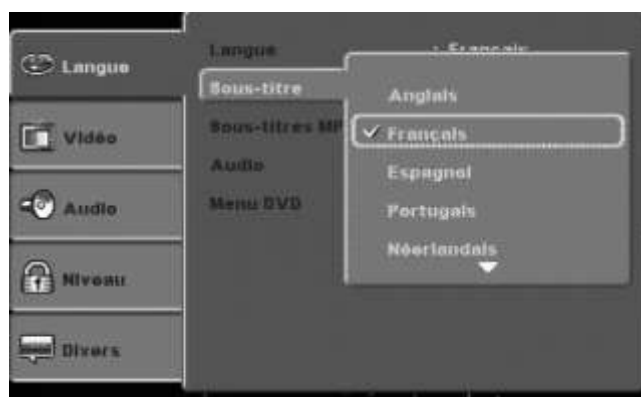 Langue
Vidéo
Audio
Niveau
Divers
Langue : Français
Sous-titre
Sous-titres MP
Audio
Menu DVD
Anglais
Français
Espagnol
Portugais
Néerlandais